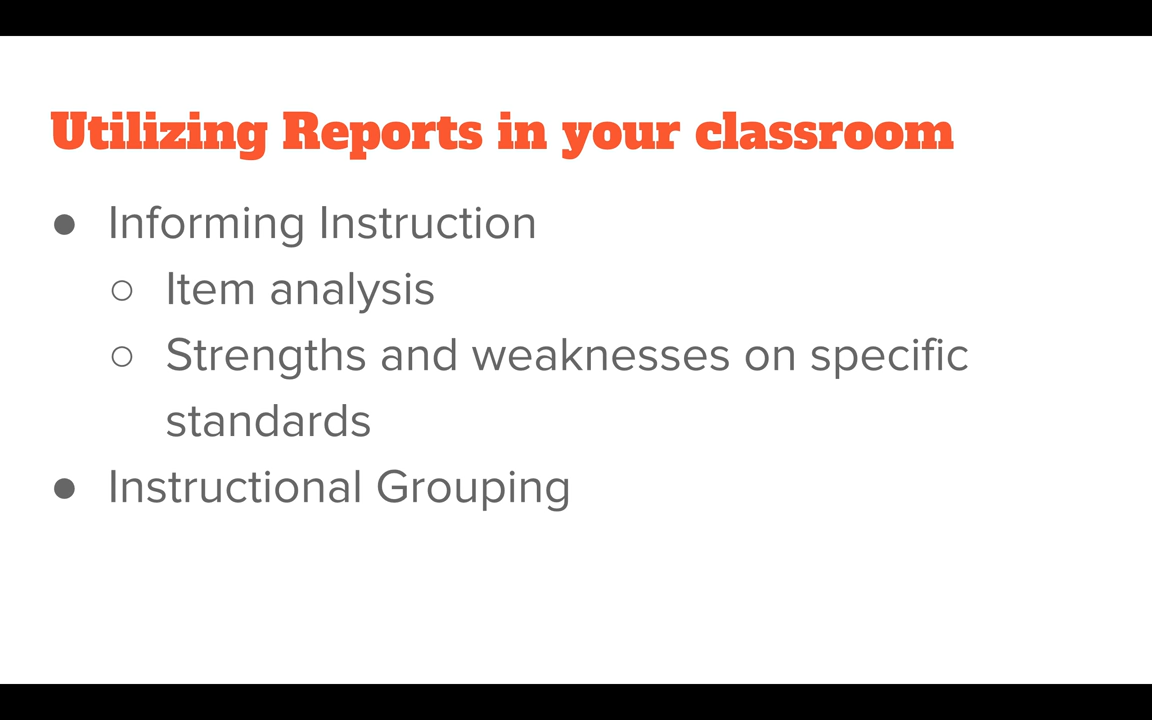 Utilizing Reports in your classroom
● Informing Instruction
○ Item analysis
○ Strengths and weaknesses on specific
standards
● Instructional Grouping